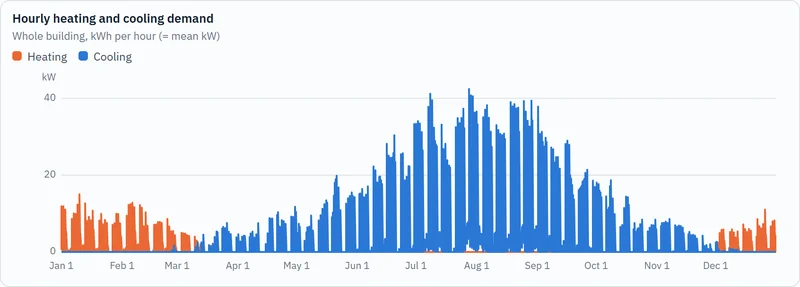 Hourly heating and cooling demand
Whole building, kWh per hour (= mean kW)
Heating Cooling
kW
40
20
0
Jan 1 Feb 1 Mar 1 Apr 1 May 1 Jun 1 Jul 1 Aug 1 Sep 1 Oct 1 Nov 1 Dec 1